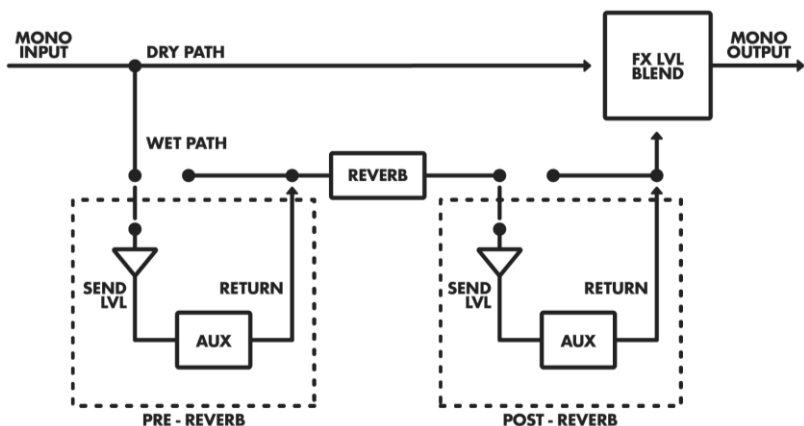 MONO
INPUT
DRY PATH
FX LVL
BLEND
MONO
OUTPUT
WET PATH
REVERB
SEND
LVL
RETURN
AUX
SEND
LVL
RETURN
AUX
PRE - REVERB
POST - REVERB